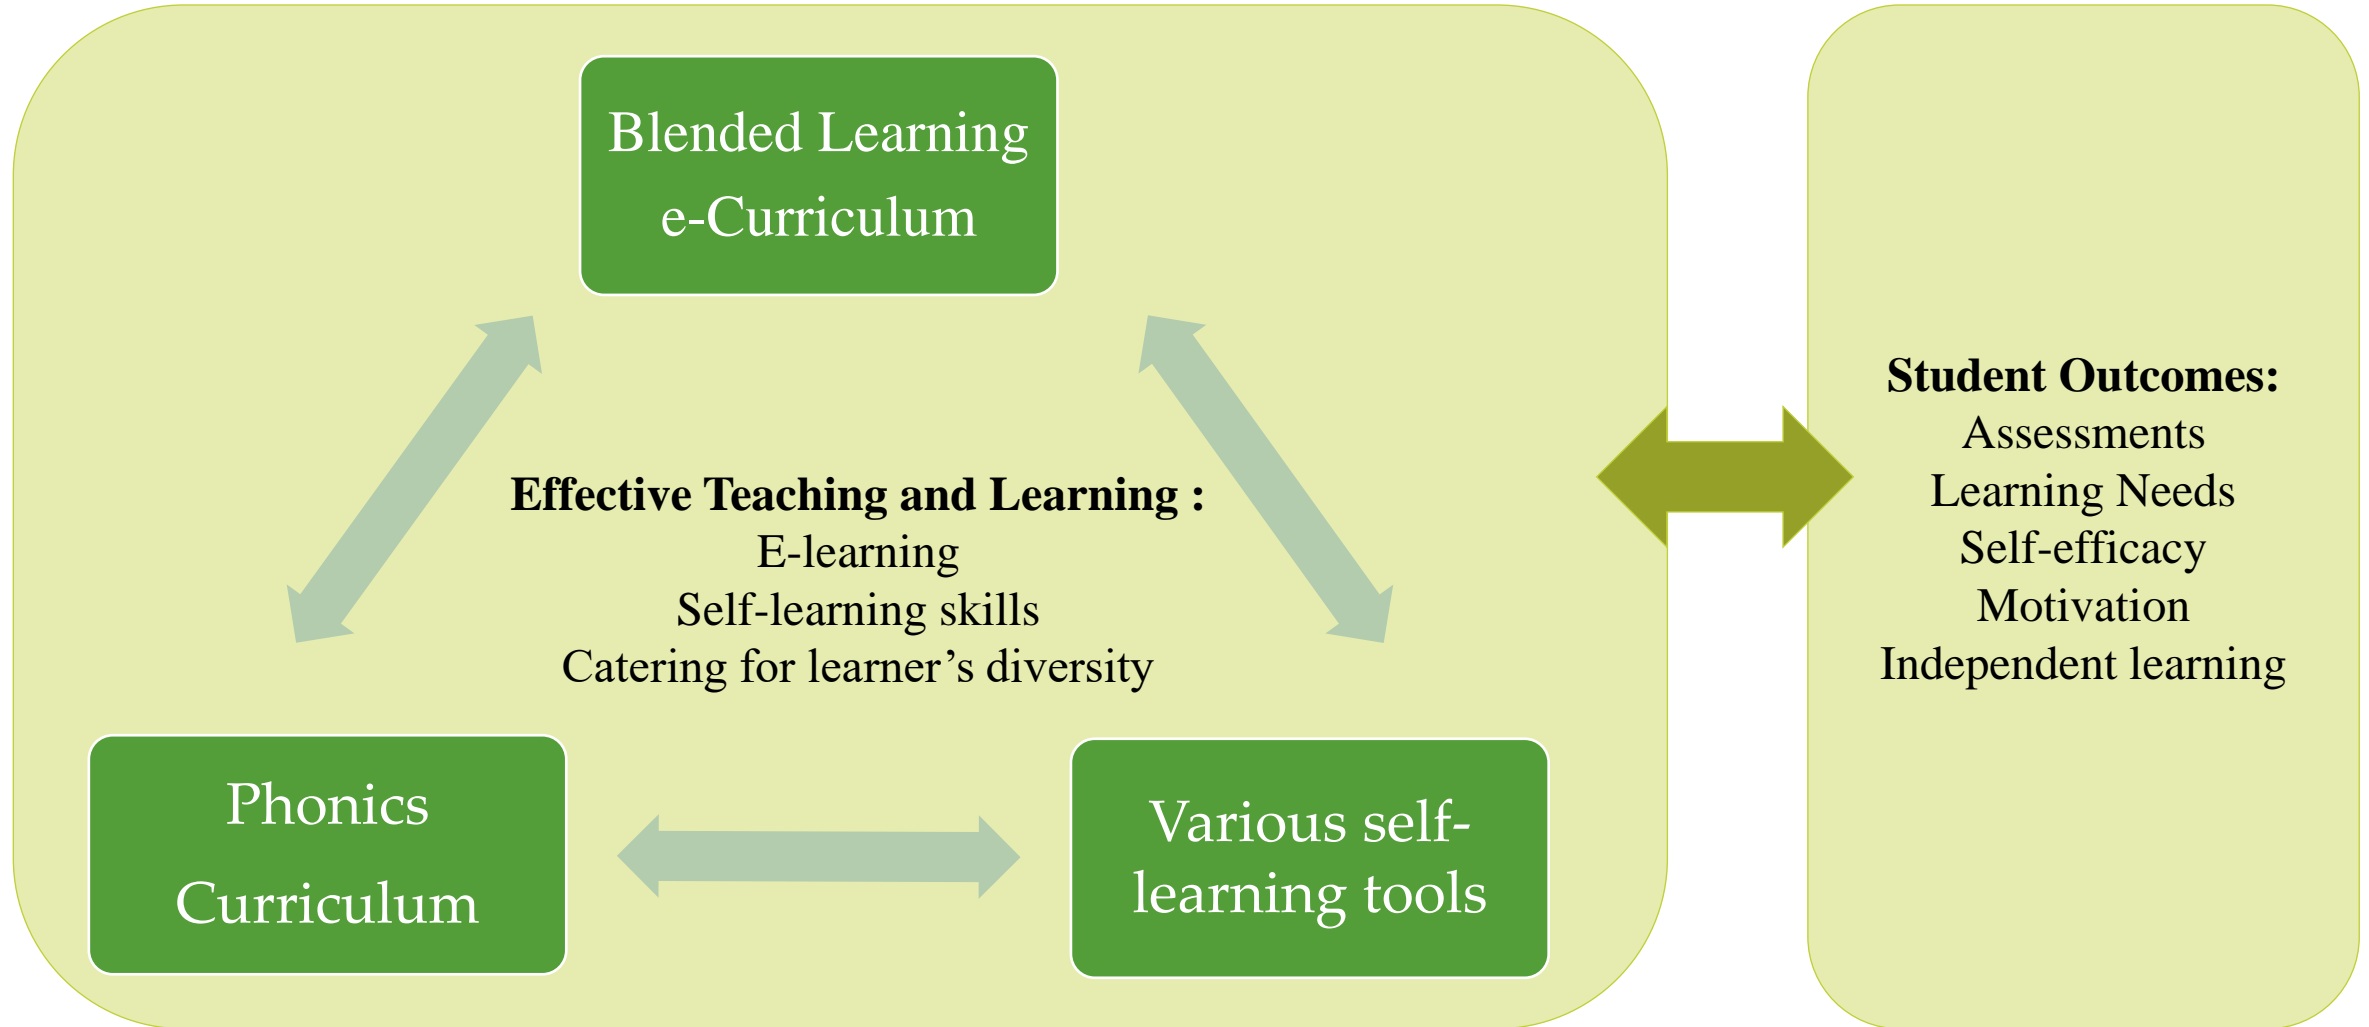 Blended Learning
e-Curriculum
Effective Teaching and Learning :
E-learning
Self-learning skills
Catering for learner’s diversity
Phonics
Curriculum
Various self-
learning tools
Student Outcomes:
Assessments
Learning Needs
Self-efficacy
Motivation
Independent learning